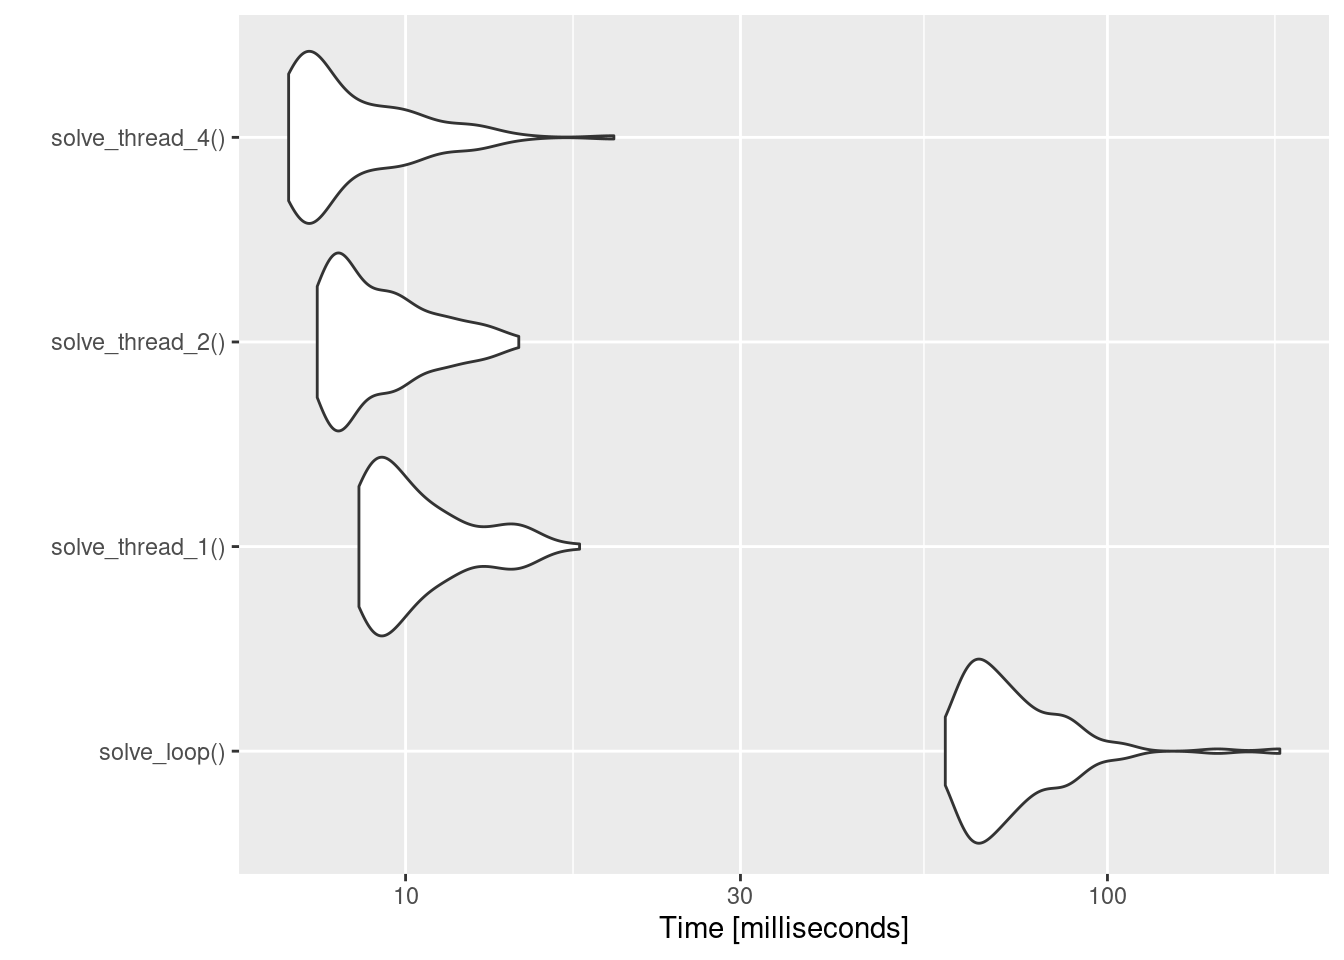 solve_thread_4()
solve_thread_2()
solve_thread_1()
solve_loop()
10 30 100
Time [milliseconds]